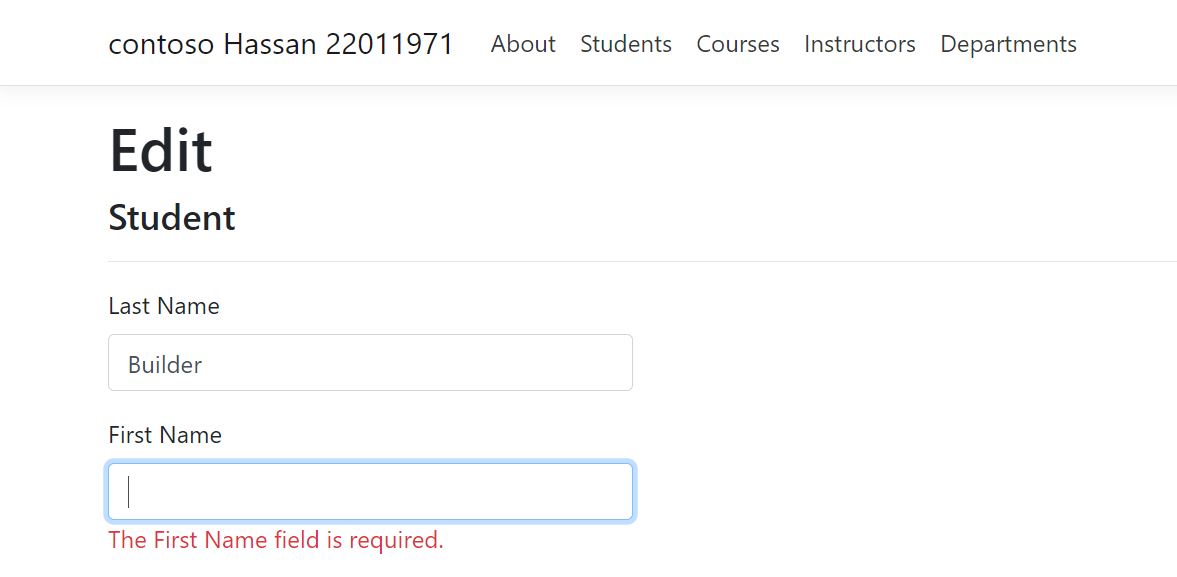 contoso Hassan 22011971 About Students Courses Instructors Departments
Edit
Student
Last Name
Builder
First Name
The First Name field is required.